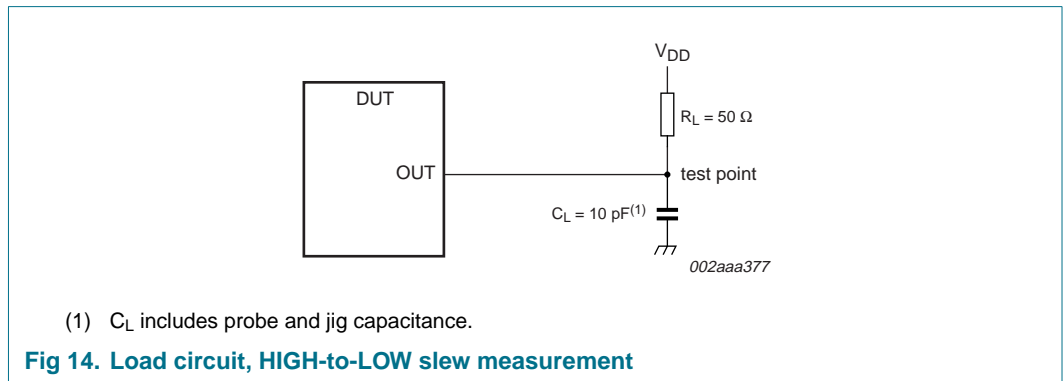 V_DD
DUT
R_L = 50 Ω
OUT
test point
C_L = 10 pF(1)
002aaa377
(1) C_L includes probe and jig capacitance.
Fig 14. Load circuit, HIGH-to-LOW slew measurement